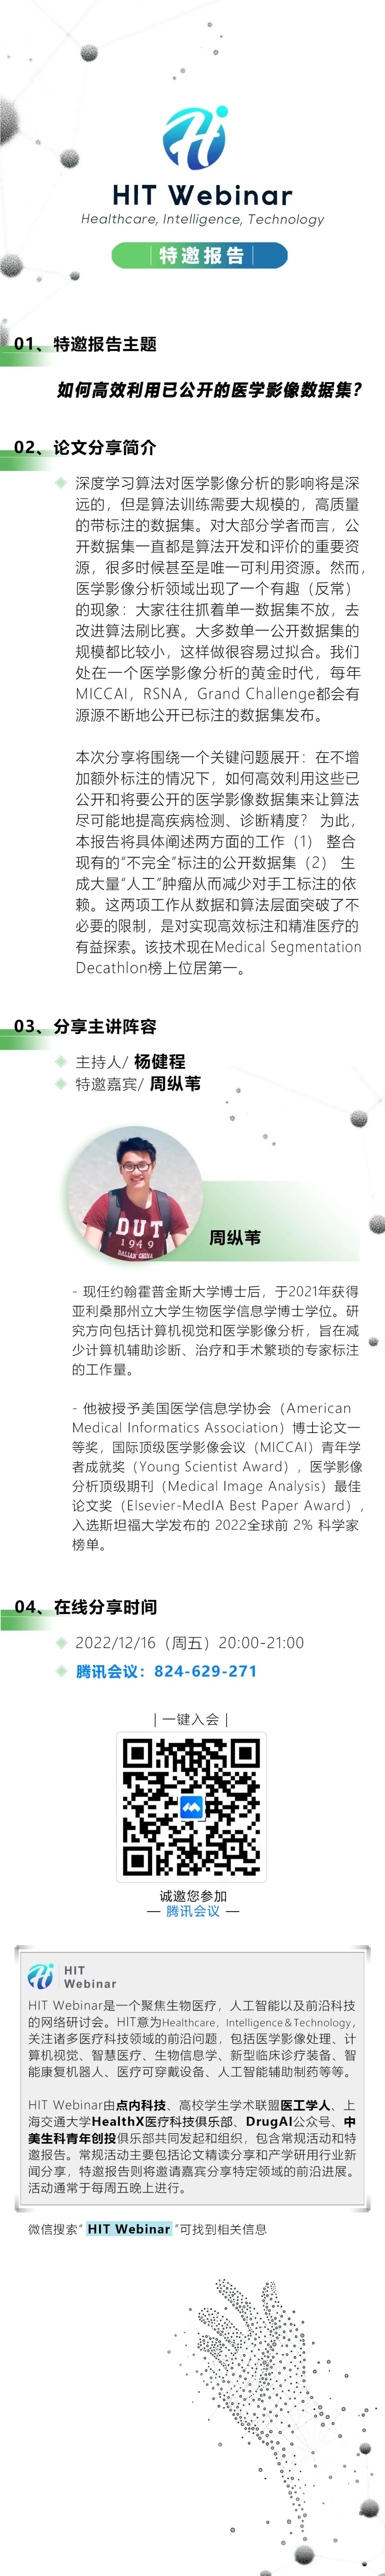 HIT Webinar
Healthcare, Intelligence, Technology
| 特邀报告 |
01、特邀报告主题
如何高效利用已公开的医学影像数据集？
02、论文分享简介
深度学习算法对医学影像分析的影响将是深
远的，但是算法训练需要大规模的，高质量
的带标注的数据集。对大部分学者而言，公
开数据集一直都是算法开发和评价的重要资
源，很多时候甚至是唯一可利用资源。然而，
医学影像分析领域出现了一个有趣（反常）
的现象：大家往往抓着单一数据集不放，去
改进算法刷比赛。大多数单一公开数据集的
规模都比较小，这样做很容易过拟合。我们
处在一个医学影像分析的黄金时代，每年
MICCAI，RSNA，Grand Challenge都会有
源源不断地公开已标注的数据集发布。
本次分享将围绕一个关键问题展开：在不增
加额外标注的情况下，如何高效利用这些已
公开和将要公开的医学影像数据集来让算法
尽可能地提高疾病检测、诊断精度？ 为此，
本报告将具体阐述两方面的工作（1） 整合
现有的“不完全”标注的公开数据集（2） 生
成大量“人工”肿瘤从而减少对手工标注的依
赖。这两项工作从数据和算法层面突破了不
必要的限制，是对实现高效标注和精准医疗的
有益探索。该技术现在Medical Segmentation
Decathlon榜上位居第一。
03、分享主讲阵容
主持人/ 杨健程
特邀嘉宾/ 周纵苇
DUT
1949
DALIAN CHINA
周纵苇
- 现任约翰霍普金斯大学博士后，于2021年获得
亚利桑那州立大学生物医学信息学博士学位。研
究方向包括计算机视觉和医学影像分析，旨在减
少计算机辅助诊断、治疗和手术繁琐的专家标注
的工作量。
- 他被授予美国医学信息学协会（American
Medical Informatics Association）博士论文一
等奖，国际顶级医学影像会议（MICCAI）青年学
者成就奖（Young Scientist Award），医学影像
分析顶级期刊（Medical Image Analysis）最佳
论文奖（Elsevier-MedIA Best Paper Award），
入选斯坦福大学发布的 2022全球前 2% 科学家
榜单。
04、在线分享时间
2022/12/16（周五）20:00-21:00
腾讯会议：824-629-271
| 一键入会 |
诚邀您参加
— 腾讯会议 —
HIT
Webinar
HIT Webinar是一个聚焦生物医疗，人工智能以及前沿科技
的网络研讨会。HIT意为Healthcare，Intelligence＆Technology，
关注诸多医疗科技领域的前沿问题，包括医学影像处理、计
算机视觉、智慧医疗、生物信息学、新型临床诊疗装备、智
能康复机器人、医疗可穿戴设备、人工智能辅助制药等等。
HIT Webinar由点内科技、高校学生学术联盟医工学人、上
海交通大学HealthX医疗科技俱乐部、DrugAI公众号、中
美生科青年创投俱乐部共同发起和组织，包含常规活动和特
邀报告。常规活动主要包括论文精读分享和产学研用行业新
闻分享，特邀报告则将邀请嘉宾分享特定领域的前沿进展。
活动通常于每周五晚上进行。
微信搜索“ HIT Webinar ”可找到相关信息